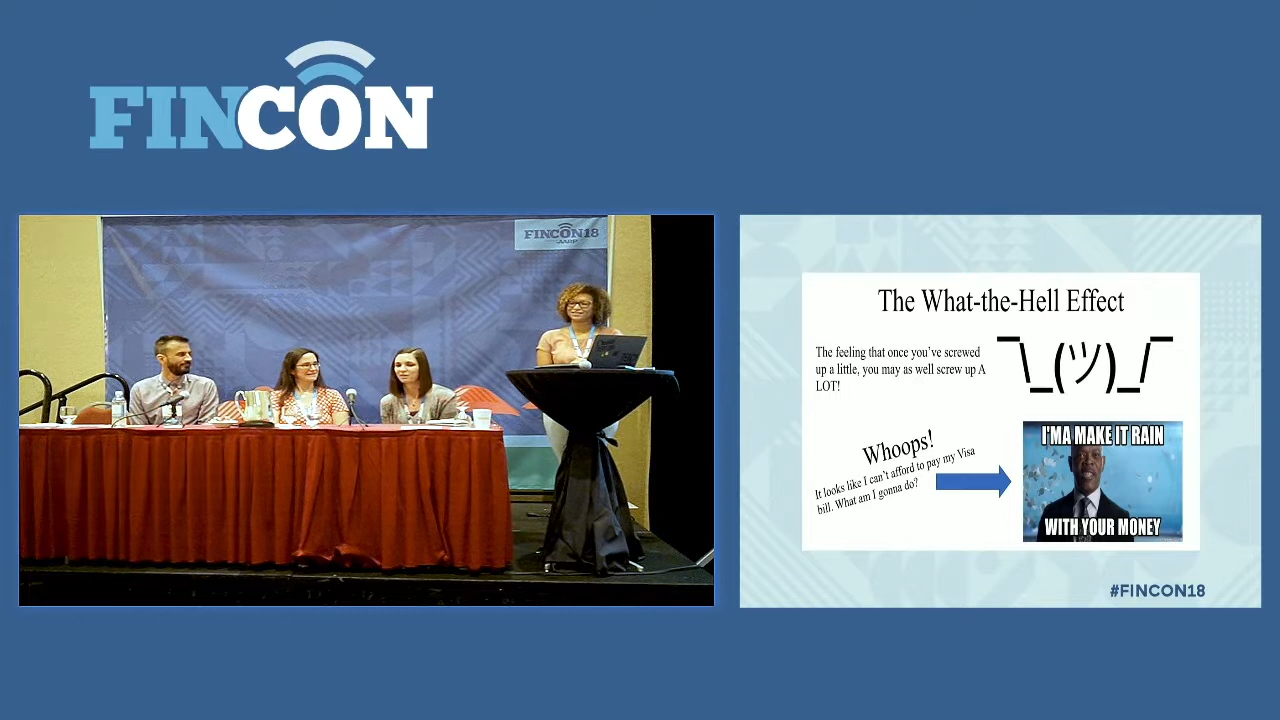 FINCON
FINCON18
AARP
The What-the-Hell Effect
The feeling that once you've screwed
up a little, you may as well screw up A
LOT!
¯\_(ツ)_/¯
Whoops!
It looks like I can't afford to pay my Visa
bill. What am I gonna do?
I'MA MAKE IT RAIN
WITH YOUR MONEY
#FINCON18